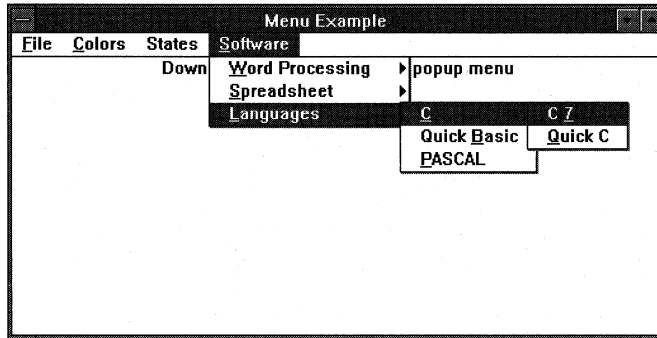 Menu Example
File Colors States Software
Down Word Processing popup menu
Spreadsheet
Languages C C 7
Quick Basic Quick C
PASCAL